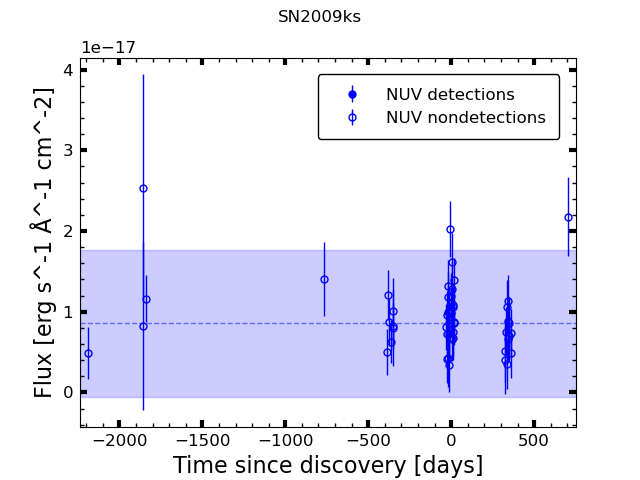 SN2009ks
1e−17
NUV detections
NUV nondetections
4
3
2
1
0
Flux [erg s^-1 Å^-1 cm^-2]
−2000 −1500 −1000 −500 0 500
Time since discovery [days]